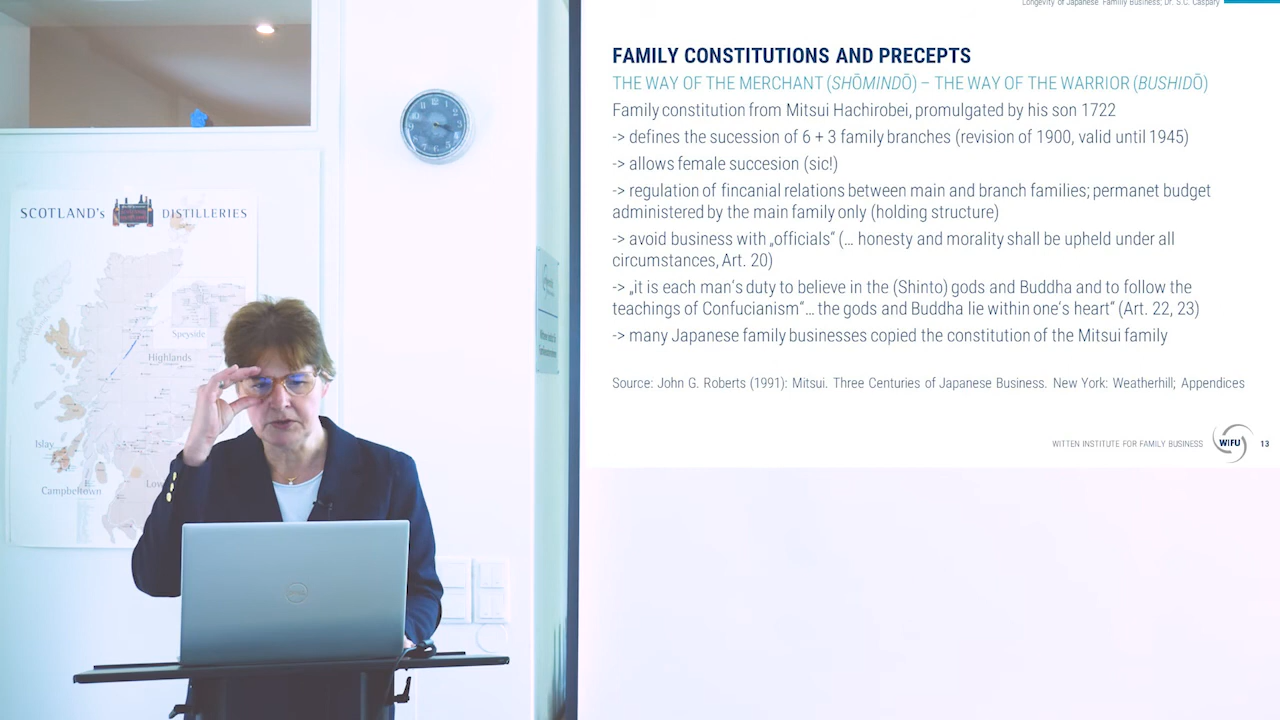 Longevity of Japanese Family Business; Dr. S.C. Caspary
FAMILY CONSTITUTIONS AND PRECEPTS
THE WAY OF THE MERCHANT (SHŌMINDŌ) – THE WAY OF THE WARRIOR (BUSHIDŌ)
Family constitution from Mitsui Hachirobei, promulgated by his son 1722
-> defines the sucession of 6 + 3 family branches (revision of 1900, valid until 1945)
-> allows female succesion (sic!)
-> regulation of fincanial relations between main and branch families; permanet budget
administered by the main family only (holding structure)
-> avoid business with „officials“ (... honesty and morality shall be upheld under all
circumstances, Art. 20)
-> „it is each man‘s duty to believe in the (Shinto) gods and Buddha and to follow the
teachings of Confucianism“... the gods and Buddha lie within one‘s heart“ (Art. 22, 23)
-> many Japanese family businesses copied the constitution of the Mitsui family
Source: John G. Roberts (1991): Mitsui. Three Centuries of Japanese Business. New York: Weatherhill; Appendices
WITTEN INSTITUTE FOR FAMILY BUSINESS
WIFU
13
SCOTLAND's
DISTILLERIES
Speyside
Highlands
Islay
Campbeltown
Low
DELL